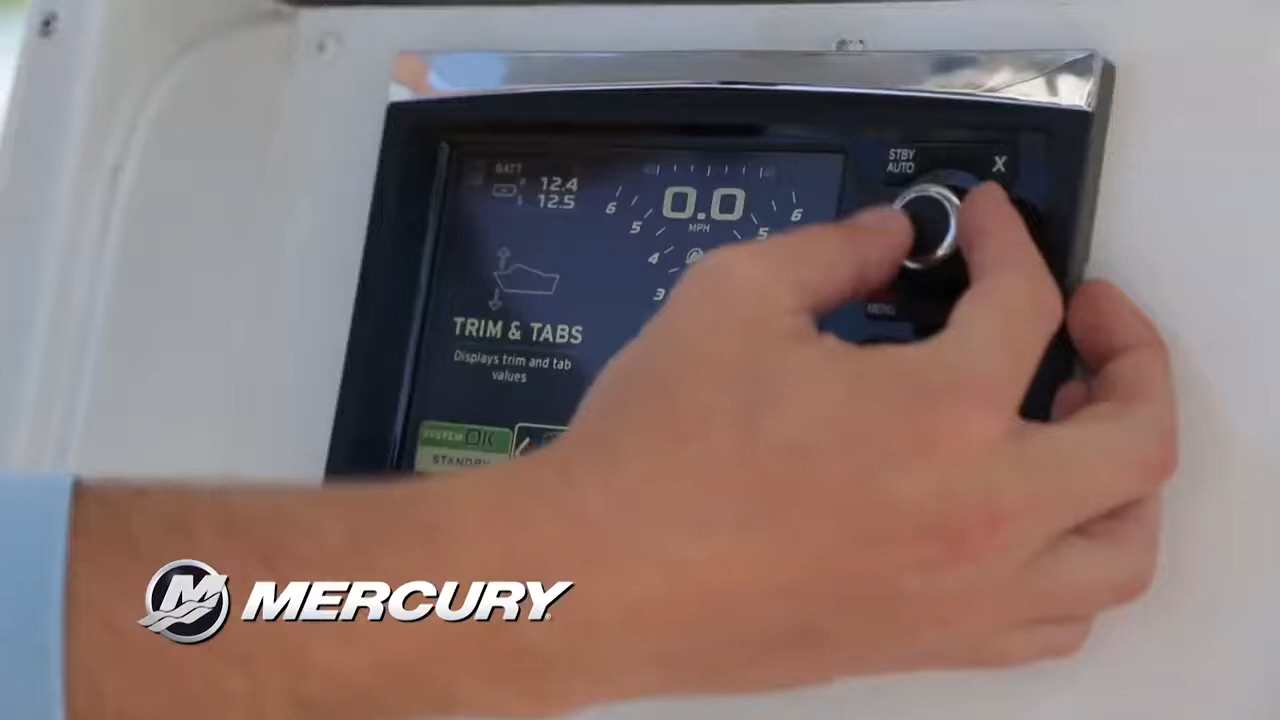 STBY
AUTO
X
BATT
12.4
12.5
0.0
MPH
6
6
5
5
4
3
MENU
TRIM & TABS
Displays trim and tab
values
SYSTEM OK
STANDBY
MERCURY